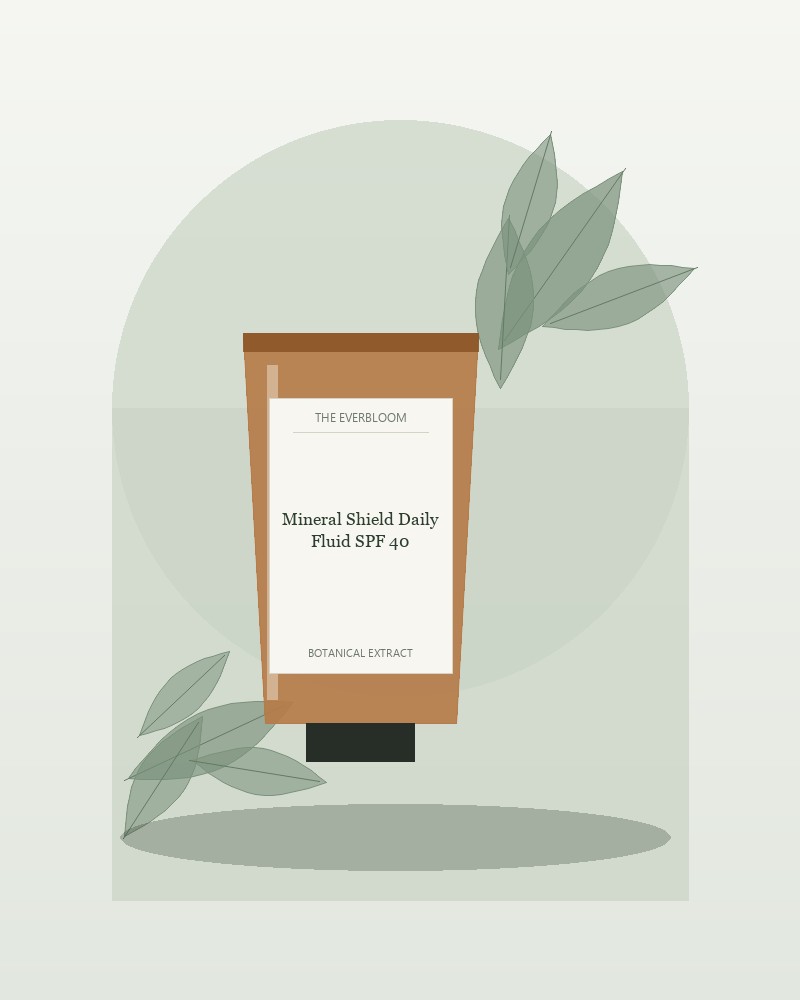 THE EVERBLOOM
Mineral Shield Daily
Fluid SPF 40
BOTANICAL EXTRACT